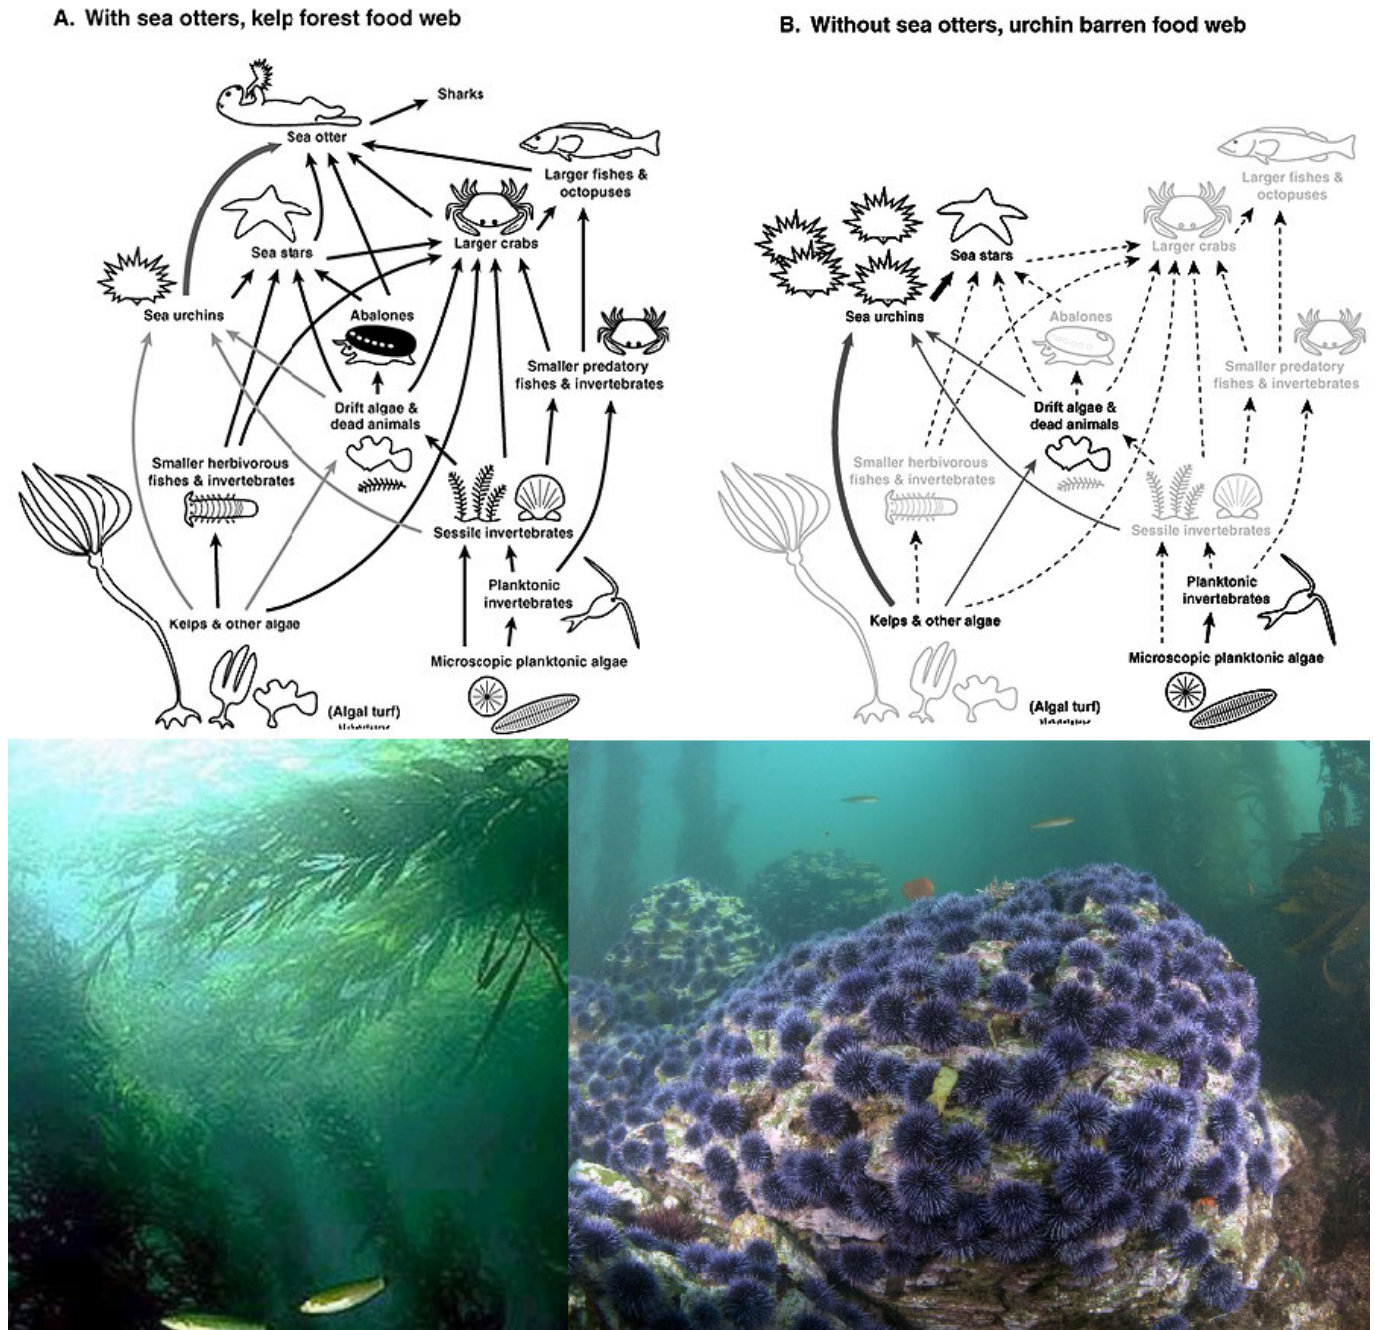 A. With sea otters, kelp forest food web
Sharks
Sea otter
Larger fishes &
octopuses
Larger crabs
Sea stars
Sea urchins
Abalones
Smaller predatory
fishes & invertebrates
Drift algae &
dead animals
Smaller herbivorous
fishes & invertebrates
Sessile invertebrates
Planktonic
invertebrates
Kelps & other algae
Microscopic planktonic algae
(Algal turf)
B. Without sea otters, urchin barren food web
Larger fishes &
octopuses
Larger crabs
Sea stars
Sea urchins
Abalones
Smaller predatory
fishes & invertebrates
Drift algae &
dead animals
Smaller herbivorous
fishes & invertebrates
Sessile invertebrates
Planktonic
invertebrates
Kelps & other algae
Microscopic planktonic algae
(Algal turf)